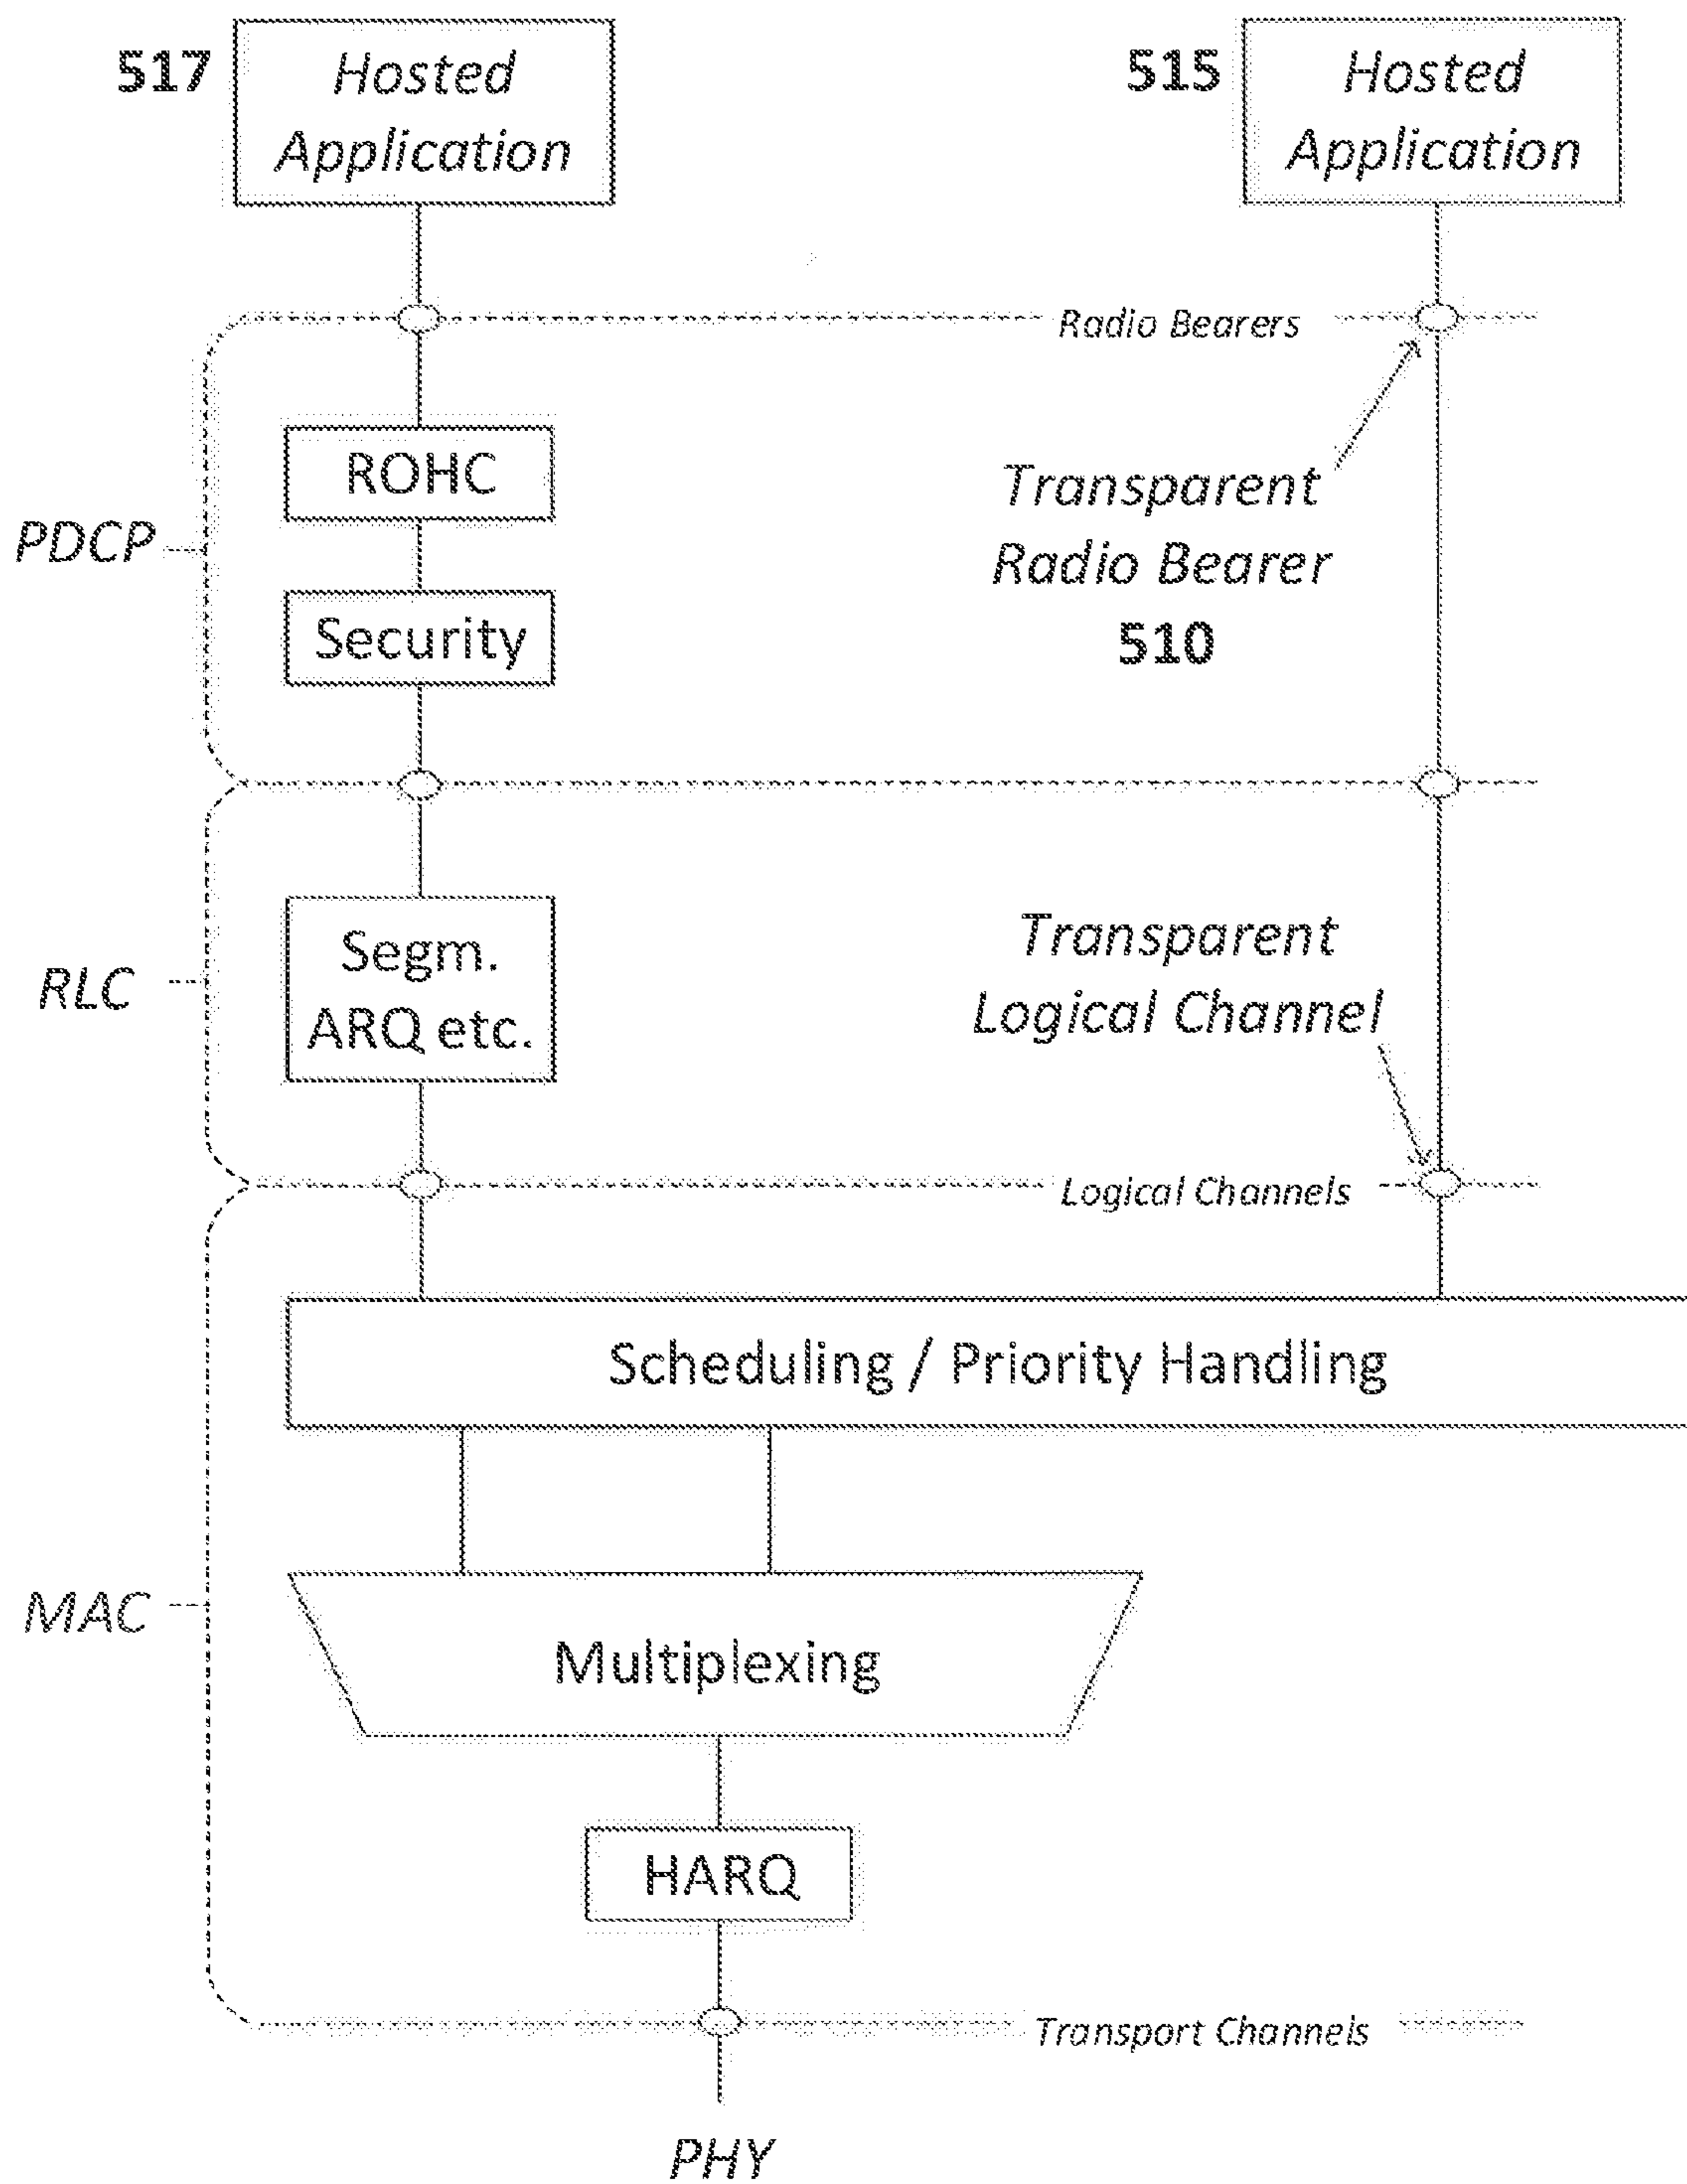 517
Hosted
Application
515
Hosted
Application
Radio Bearers
ROHC
PDCP
Security
Transparent
Radio Bearer
510
RLC
Segm.
ARQ etc.
Transparent
Logical Channel
Logical Channels
Scheduling / Priority Handling
MAC
Multiplexing
HARQ
Transport Channels
PHY